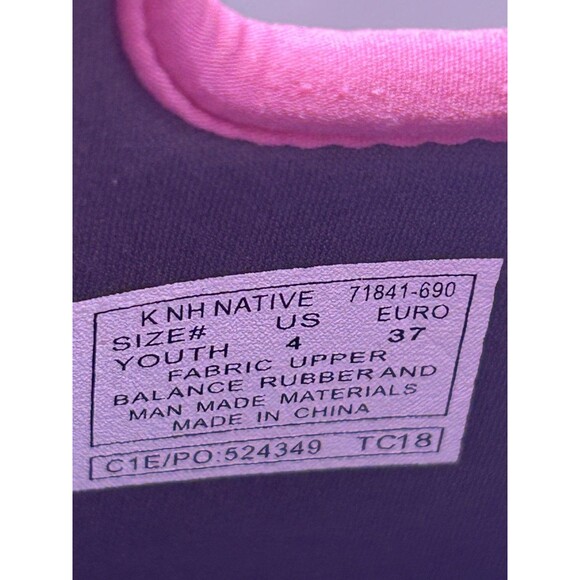 K NH NATIVE 71841-690
SIZE# US EURO
YOUTH 4 37
FABRIC UPPER
BALANCE RUBBER AND
MAN MADE MATERIALS
MADE IN CHINA
C1E/PO:524349 TC18